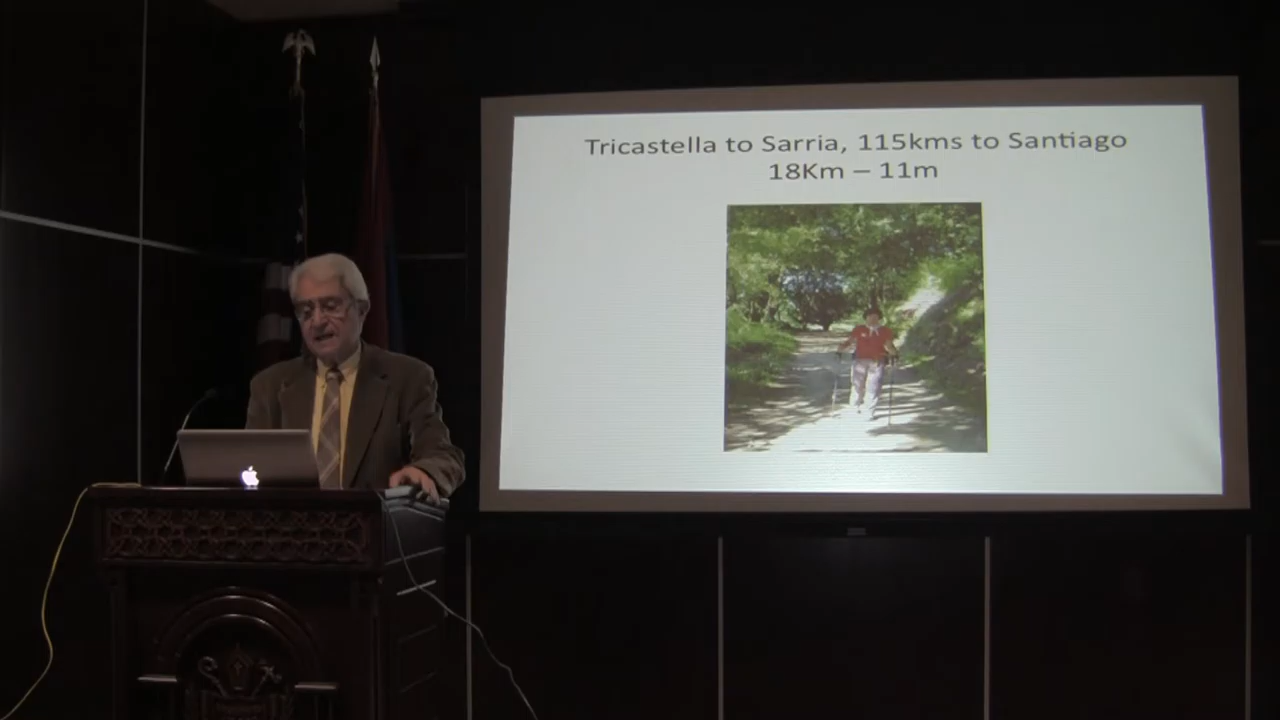 Tricastella to Sarria, 115kms to Santiago
18Km – 11m